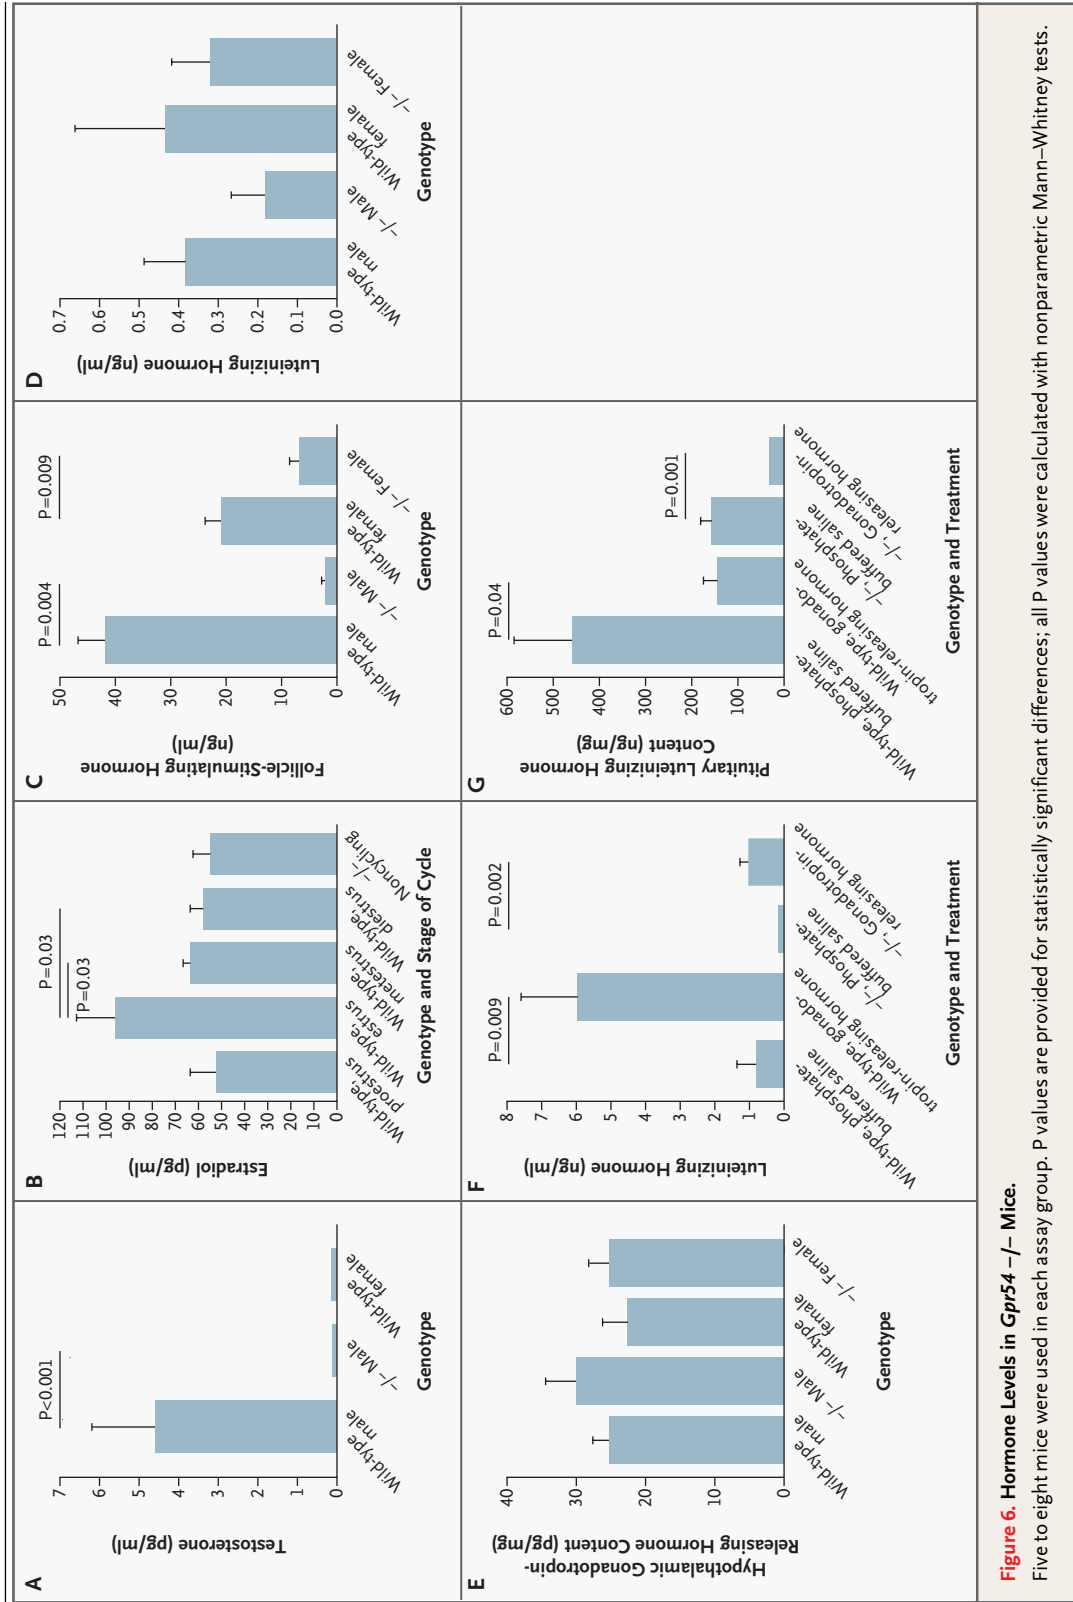 A
Testosterone (pg/ml)
7
6
5
4
3
2
1
0
P<0.001
Wild-type
male
−/− Male
Wild-type
female
Genotype
B
Estradiol (pg/ml)
120
110
100
90
80
70
60
50
40
30
20
10
0
P=0.03
P=0.03
Wild-type,
proestrus
Wild-type,
estrus
Wild-type,
metestrus
Wild-type,
diestrus
−/−
Noncycling
Genotype and Stage of Cycle
C
Follicle-Stimulating Hormone
(ng/ml)
50
40
30
20
10
0
P=0.004
P=0.009
Wild-type
male
−/− Male
Wild-type
female
−/− Female
Genotype
D
Luteinizing Hormone (ng/ml)
0.7
0.6
0.5
0.4
0.3
0.2
0.1
0.0
Wild-type
male
−/− Male
Wild-type
female
−/− Female
Genotype
E
Hypothalamic Gonadotropin-
Releasing Hormone Content (pg/mg)
40
30
20
10
0
Wild-type
male
−/− Male
Wild-type
female
−/− Female
Genotype
F
Luteinizing Hormone (ng/ml)
8
7
6
5
4
3
2
1
0
P=0.009
P=0.002
Wild-type, phosphate-
buffered saline
Wild-type, gonado-
tropin-releasing hormone
−/−, Phosphate-
buffered saline
−/−, Gonadotropin-
releasing hormone
Genotype and Treatment
G
Pituitary Luteinizing Hormone
Content (ng/mg)
600
500
400
300
200
100
0
P=0.04
P=0.001
Wild-type, phosphate-
buffered saline
Wild-type, gonado-
tropin-releasing hormone
−/−, Phosphate-
buffered saline
−/−, Gonadotropin-
releasing hormone
Genotype and Treatment
Figure 6. Hormone Levels in Gpr54 −/− Mice.
Five to eight mice were used in each assay group. P values are provided for statistically significant differences; all P values were calculated with nonparametric Mann–Whitney tests.